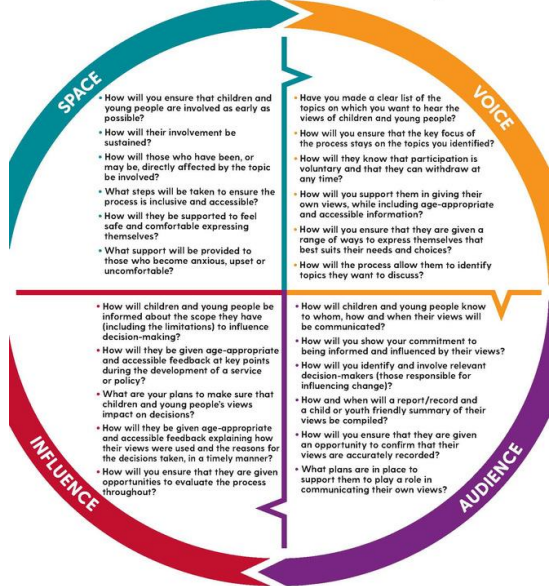 SPACE
• How will you ensure that children and
young people are involved as early as
possible?
• How will their involvement be
sustained?
• How will those who have been, or
may be, directly affected by the topic
be involved?
• What steps will be taken to ensure the
process is inclusive and accessible?
• How will they be supported to feel
safe and comfortable expressing
themselves?
• What support will be provided to
those who become anxious, upset or
uncomfortable?
VOICE
• Have you made a clear list of the
topics on which you want to hear the
views of children and young people?
• How will you ensure that the key focus
of the process stays on the topics you identified?
• How will they know that participation is
voluntary and that they can withdraw at
any time?
• How will you support them in giving their
own views, while including age-appropriate
and accessible information?
• How will you ensure that they are given a
range of ways to express themselves that
best suits their needs and choices?
• How will the process allow them to identify
topics they want to discuss?
INFLUENCE
• How will children and young people be
informed about the scope they have
(including the limitations) to influence
decision-making?
• How will they be given age-appropriate
and accessible feedback at key points
during the development of a service
or policy?
• What are your plans to make sure that
children and young people's views
impact on decisions?
• How will they be given age-appropriate
and accessible feedback explaining how
their views were used and the reasons for
the decisions taken, in a timely manner?
• How will you ensure that they are given
opportunities to evaluate the process
throughout?
AUDIENCE
• How will children and young people know
to whom, how and when their views will
be communicated?
• How will you show your commitment to
being informed and influenced by their views?
• How will you identify and involve relevant
decision-makers (those responsible for
influencing change)?
• How and when will a report/record and
a child or youth friendly summary of their
views be compiled?
• How will you ensure that they are given
an opportunity to confirm that their
views are accurately recorded?
• What plans are in place to
support them to play a role in
communicating their own views?